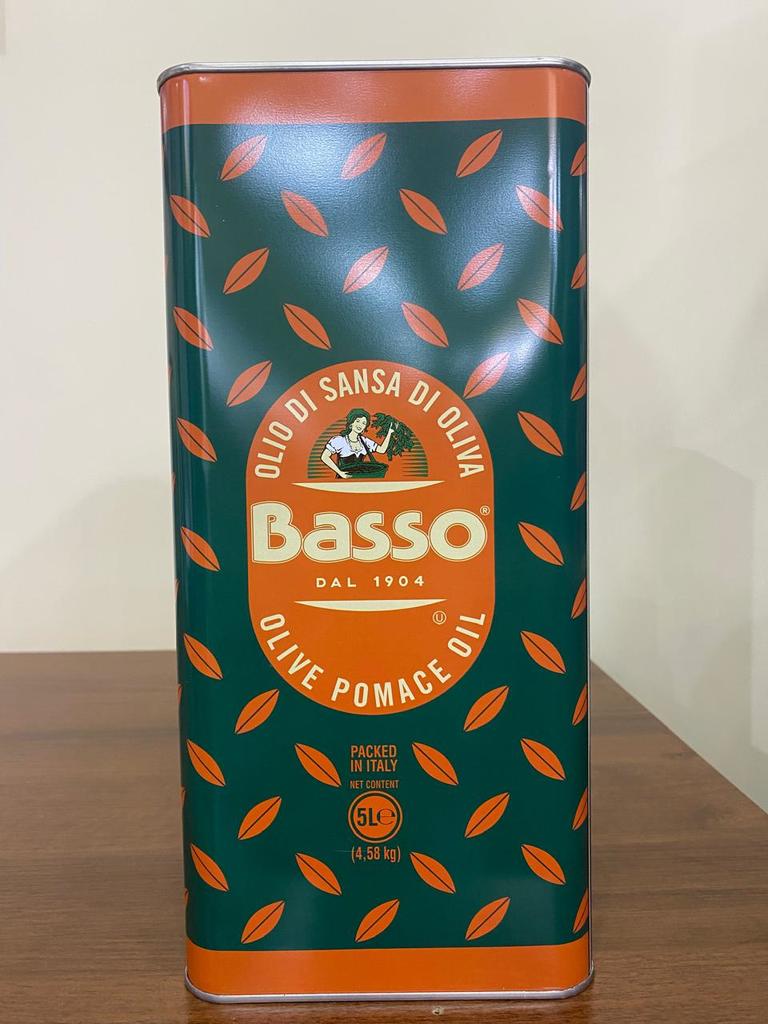 OLIO DI SANSA DI OLIVA
Basso®
DAL 1904
U
OLIVE POMACE OIL
PACKED
IN ITALY
NET CONTENT
5L℮
(4,58 kg)